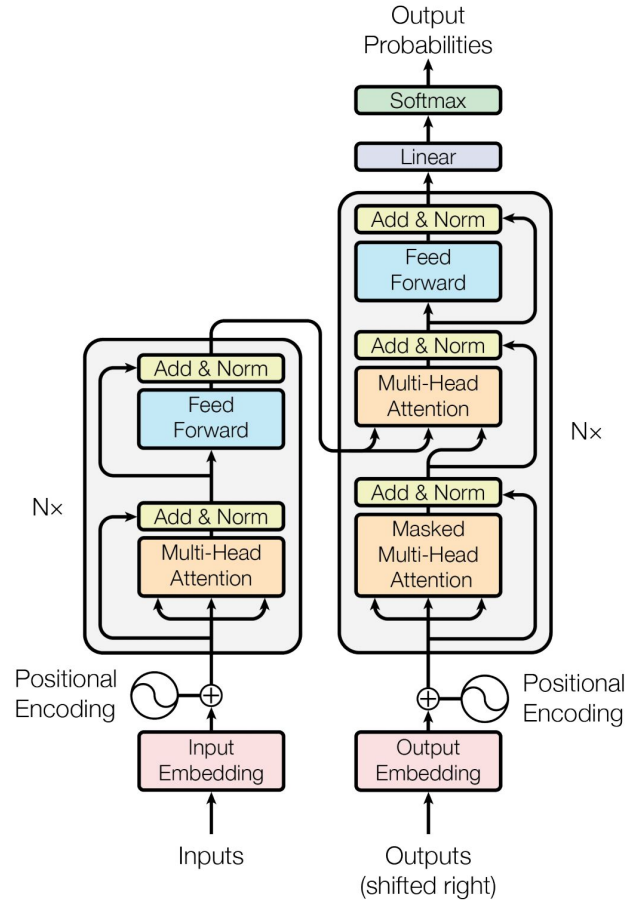 Output
Probabilities
Softmax
Linear
Add & Norm
Feed
Forward
Add & Norm
Multi-Head
Attention
Add & Norm
Masked
Multi-Head
Attention
N×
Add & Norm
Feed
Forward
Add & Norm
Multi-Head
Attention
N×
Positional
Encoding
Positional
Encoding
Input
Embedding
Output
Embedding
Inputs
Outputs
(shifted right)